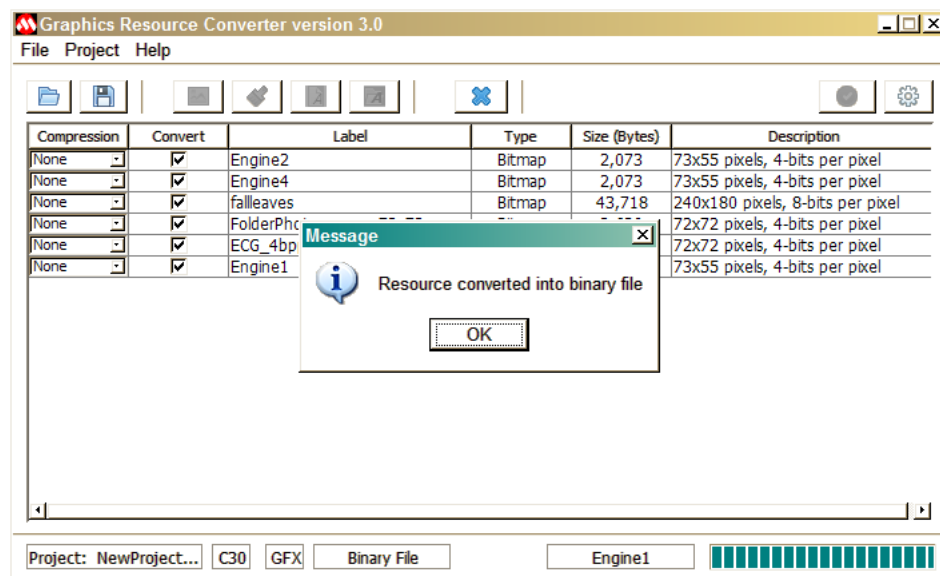 Graphics Resource Converter version 3.0
File Project Help
Compression Convert Label Type Size (Bytes) Description
None Engine2 Bitmap 2,073 73x55 pixels, 4-bits per pixel
None Engine4 Bitmap 2,073 73x55 pixels, 4-bits per pixel
None fallleaves Bitmap 43,718 240x180 pixels, 8-bits per pixel
None 72x72 pixels, 4-bits per pixel
None 72x72 pixels, 4-bits per pixel
None Engine1 73x55 pixels, 4-bits per pixel
Message
Resource converted into binary file
OK
Project: NewProject... C30 GFX Binary File Engine1